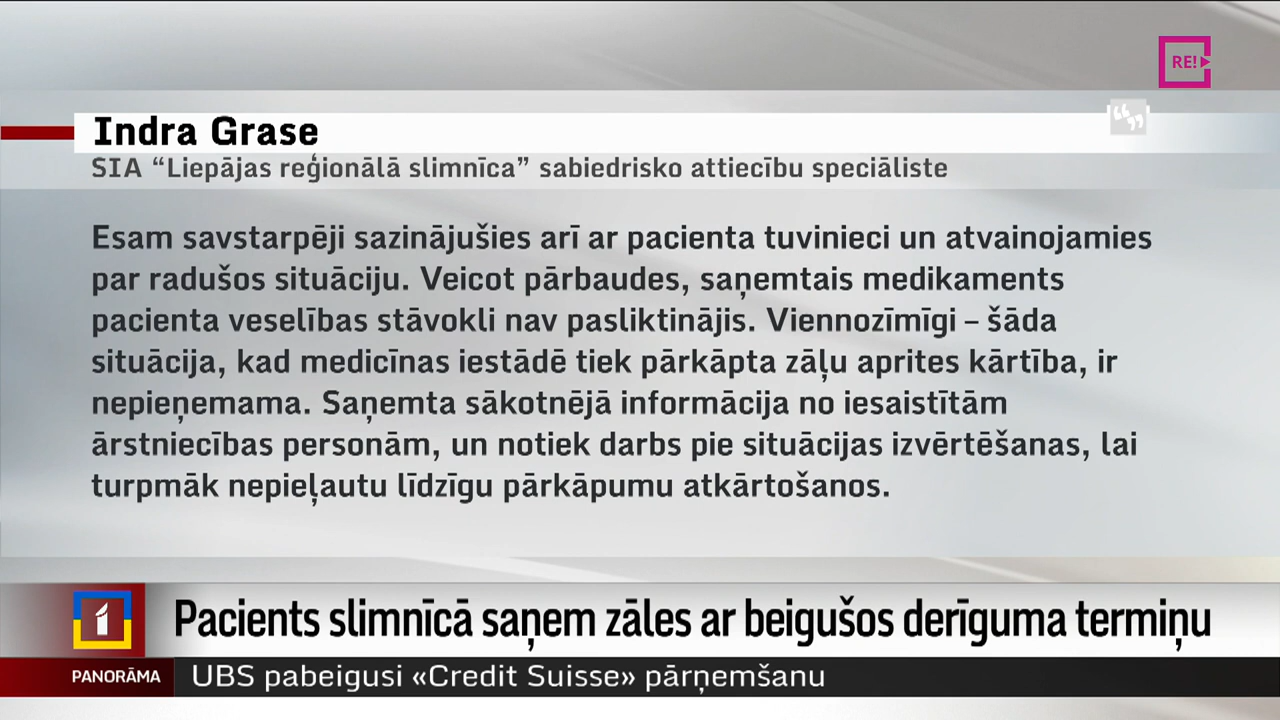 RE!
Indra Grase
SIA “Liepājas reģionālā slimnīca” sabiedrisko attiecību speciāliste
Esam savstarpēji sazinājušies arī ar pacienta tuvinieci un atvainojamies
par radušos situāciju. Veicot pārbaudes, saņemtais medikaments
pacienta veselības stāvokli nav pasliktinājis. Viennozīmīgi – šāda
situācija, kad medicīnas iestādē tiek pārkāpta zāļu aprites kārtība, ir
nepieņemama. Saņemta sākotnējā informācija no iesaistītām
ārstniecības personām, un notiek darbs pie situācijas izvērtēšanas, lai
turpmāk nepieļautu līdzīgu pārkāpumu atkārtošanos.
1
Pacients slimnīcā saņem zāles ar beigušos derīguma termiņu
PANORĀMA
UBS pabeigusi «Credit Suisse» pārņemšanu